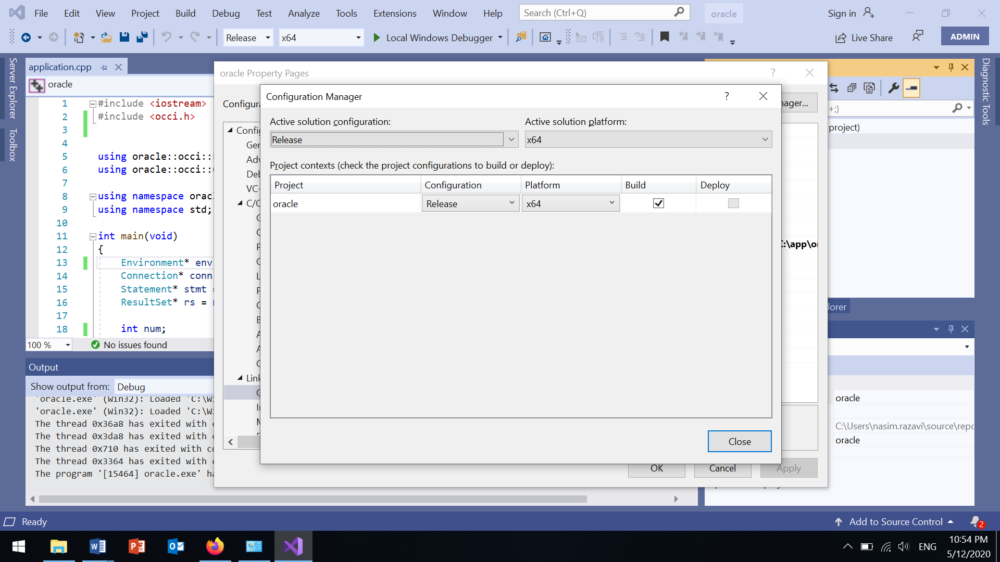 File Edit View Project Build Debug Test Analyze Tools Extensions Window Help Search (Ctrl+Q) oracle Sign in
Release x64 Local Windows Debugger Live Share ADMIN
Server Explorer
Toolbox
application.cpp
oracle
1 #include <iostream>
2 #include <occi.h>
3
4
5 using oracle::occi::
6 using oracle::occi::
7
8 using namespace orac
9 using namespace std;
10
11 int main(void)
12 {
13 Environment* env
14 Connection* conn
15 Statement* stmt =
16 ResultSet* rs =
17
18 int num;
100 % No issues found
Output
Show output from: Debug
'oracle.exe' (Win32): Loaded 'C:\Wi
'oracle.exe' (Win32): Loaded 'C:\Wi
The thread 0x36a8 has exited with c
The thread 0x3da8 has exited with c
The thread 0x710 has exited with co
The thread 0x3364 has exited with c
The program '[15464] oracle.exe' ha
oracle Property Pages ?
Configura
nager...
Config
Ger
Adv
Deb
VC+
C/C
Link
C:\app\or
OK Cancel Apply
Configuration Manager ?
Active solution configuration: Active solution platform:
Release x64
Project contexts (check the project configurations to build or deploy):
Project Configuration Platform Build Deploy
oracle Release x64
Close
+;)
project)
lorer
oracle
C:\Users\nasim.razavi\source\repo
oracle
Diagnostic Tools
Ready Add to Source Control 2
ENG 10:54 PM
5/12/2020